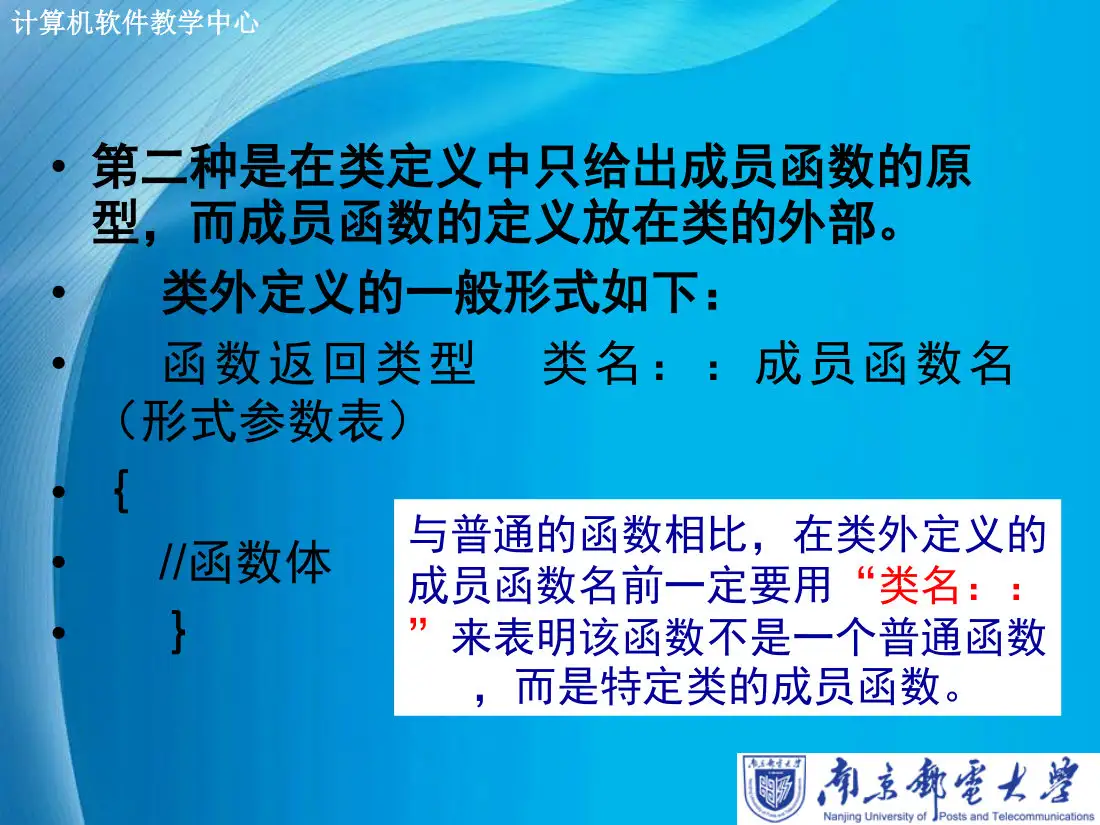 计算机软件教学中心
• 第二种是在类定义中只给出成员函数的原
型，而成员函数的定义放在类的外部。
• 类外定义的一般形式如下：
• 函数返回类型 类名：：成员函数名
（形式参数表）
• {
• //函数体
• }
与普通的函数相比，在类外定义的
成员函数名前一定要用“类名：：
”来表明该函数不是一个普通函数
，而是特定类的成员函数。
南京邮电大学
Nanjing University of Posts and Telecommunications